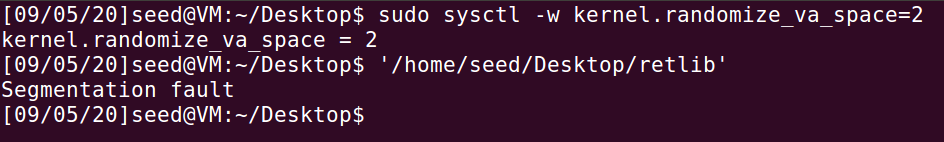 [09/05/20]seed@VM:~/Desktop$ sudo sysctl -w kernel.randomize_va_space=2
kernel.randomize_va_space = 2
[09/05/20]seed@VM:~/Desktop$ '/home/seed/Desktop/retlib'
Segmentation fault
[09/05/20]seed@VM:~/Desktop$